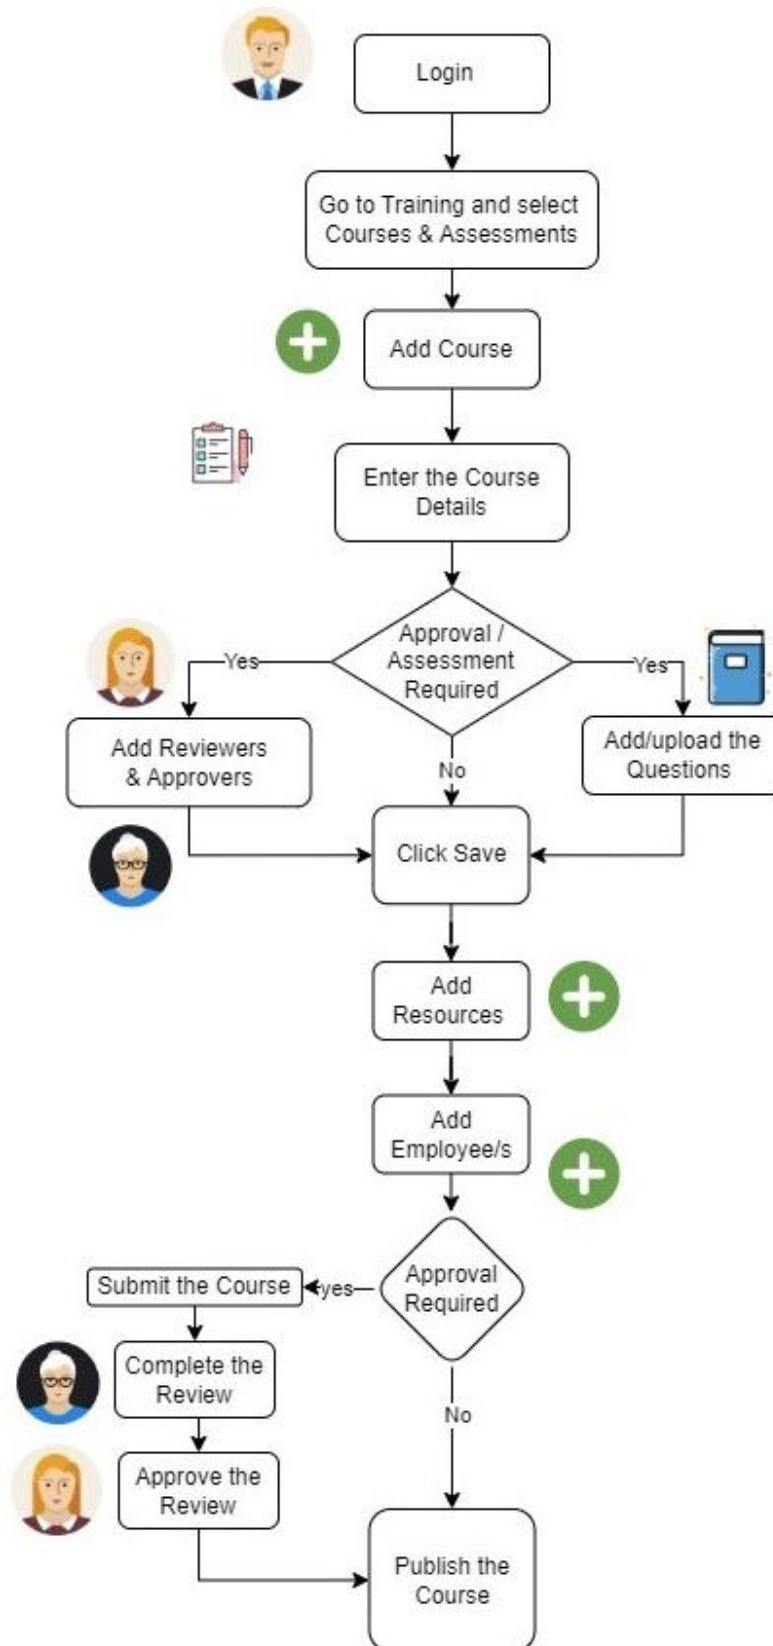 Login
Go to Training and select
Courses & Assessments
Add Course
Enter the Course
Details
Approval /
Assessment
Required
Yes
Yes
Add Reviewers
& Approvers
No
Add/upload the
Questions
Click Save
Add
Resources
Add
Employee/s
Approval
Required
yes
Submit the Course
Complete the
Review
No
Approve the
Review
Publish the
Course